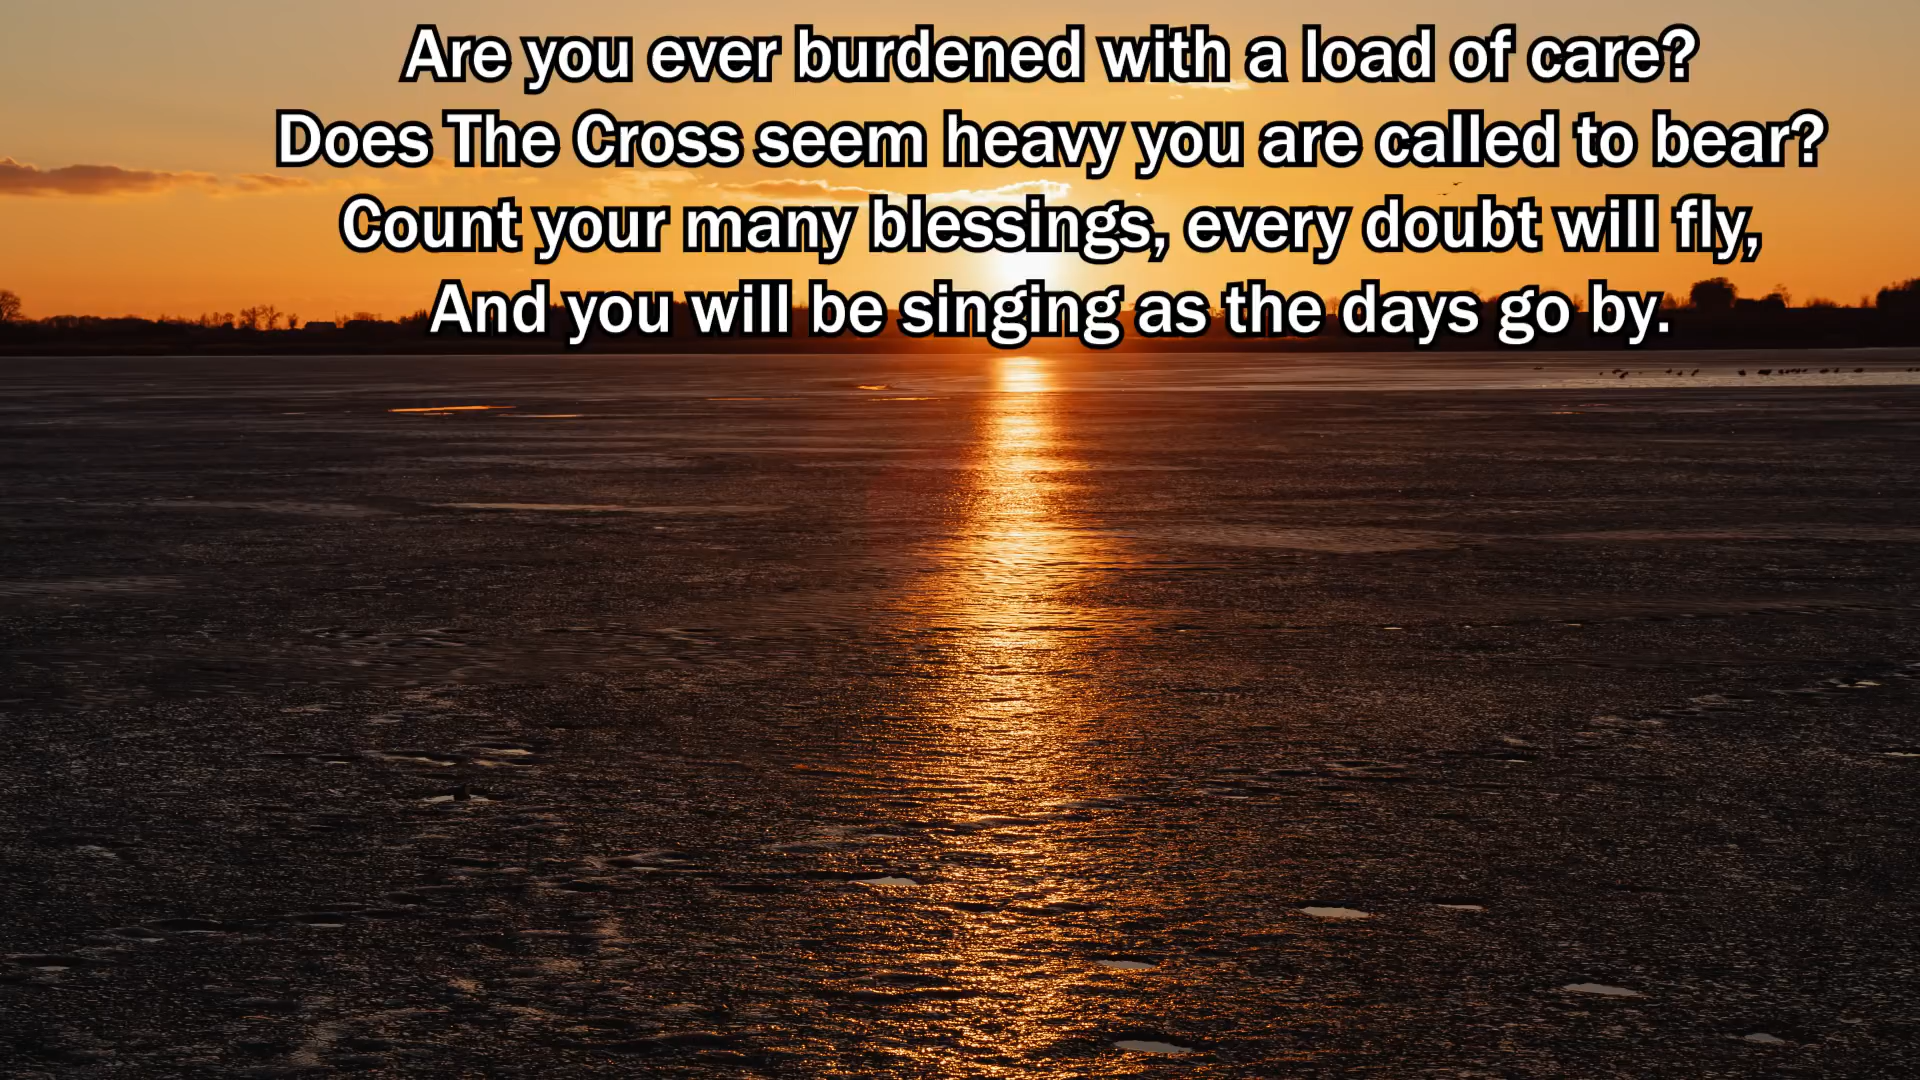 Are you ever burdened with a load of care?
Does The Cross seem heavy you are called to bear?
Count your many blessings, every doubt will fly,
And you will be singing as the days go by.